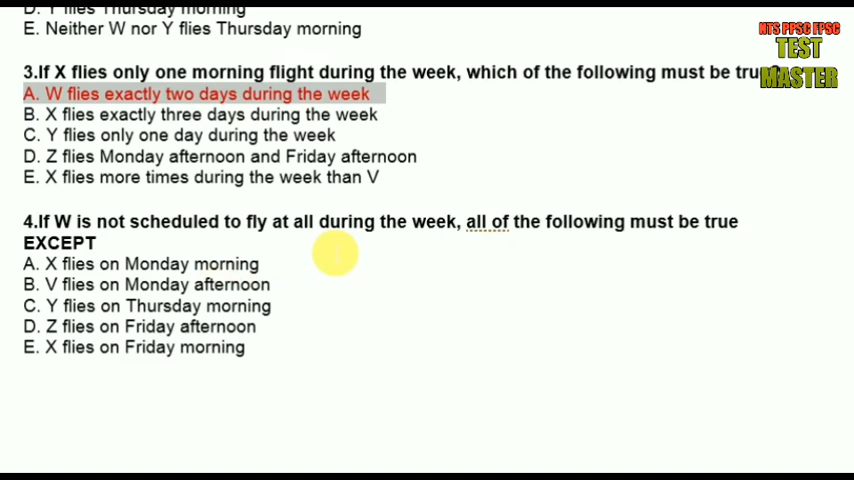 D. Y flies Thursday morning
E. Neither W nor Y flies Thursday morning
NTS PPSC FPSC
TEST
MASTER
3.If X flies only one morning flight during the week, which of the following must be true?
A. W flies exactly two days during the week
B. X flies exactly three days during the week
C. Y flies only one day during the week
D. Z flies Monday afternoon and Friday afternoon
E. X flies more times during the week than V
4.If W is not scheduled to fly at all during the week, all of the following must be true
EXCEPT
A. X flies on Monday morning
B. V flies on Monday afternoon
C. Y flies on Thursday morning
D. Z flies on Friday afternoon
E. X flies on Friday morning